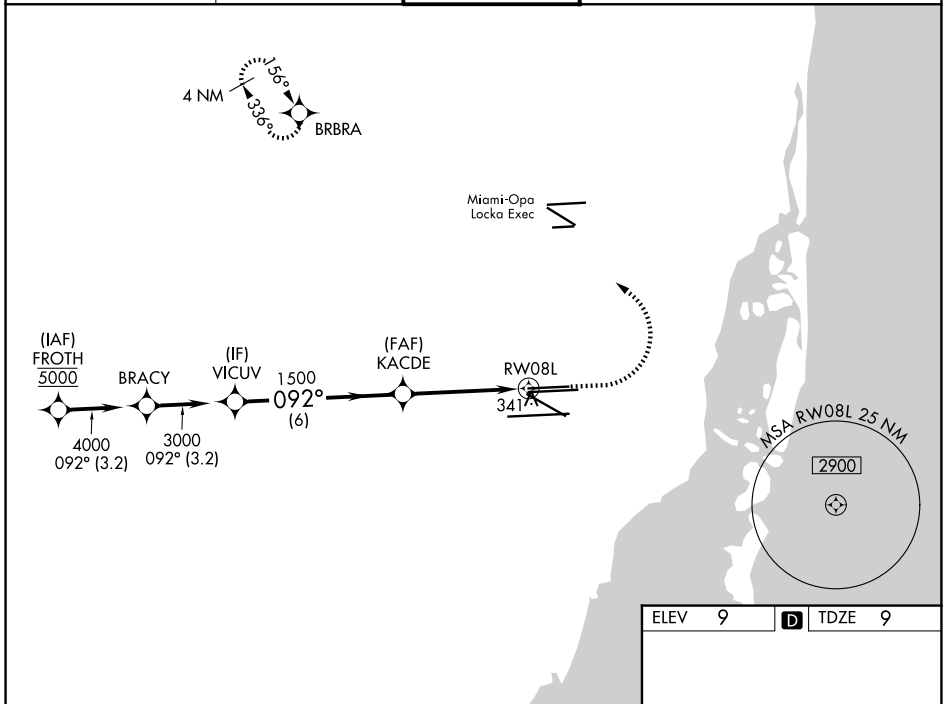 156°
4 NM
336°
BRBRA
Miami-Opa
Locka Exec
(IAF)
FROTH
5000
BRACY
(IF)
VICUV
(FAF)
KACDE
RW08L
1500
092°
(6)
341
4000
092° (3.2)
3000
092° (3.2)
MSA RW08L 25 NM
2900
ELEV 9 D TDZE 9